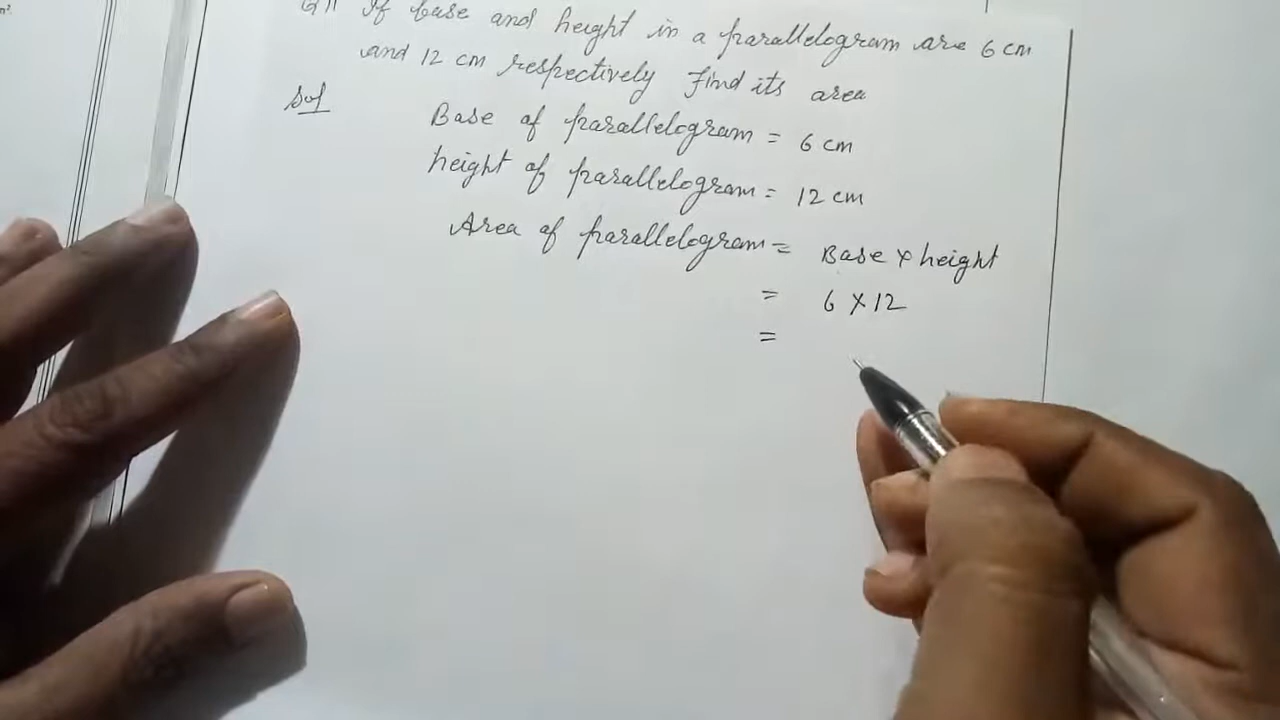 If base and height in a parallelogram are 6 cm
and 12 cm respectively find its area
Sol
Base of parallelogram = 6 cm
height of parallelogram = 12 cm
Area of parallelogram = Base × height
= 6 × 12
=